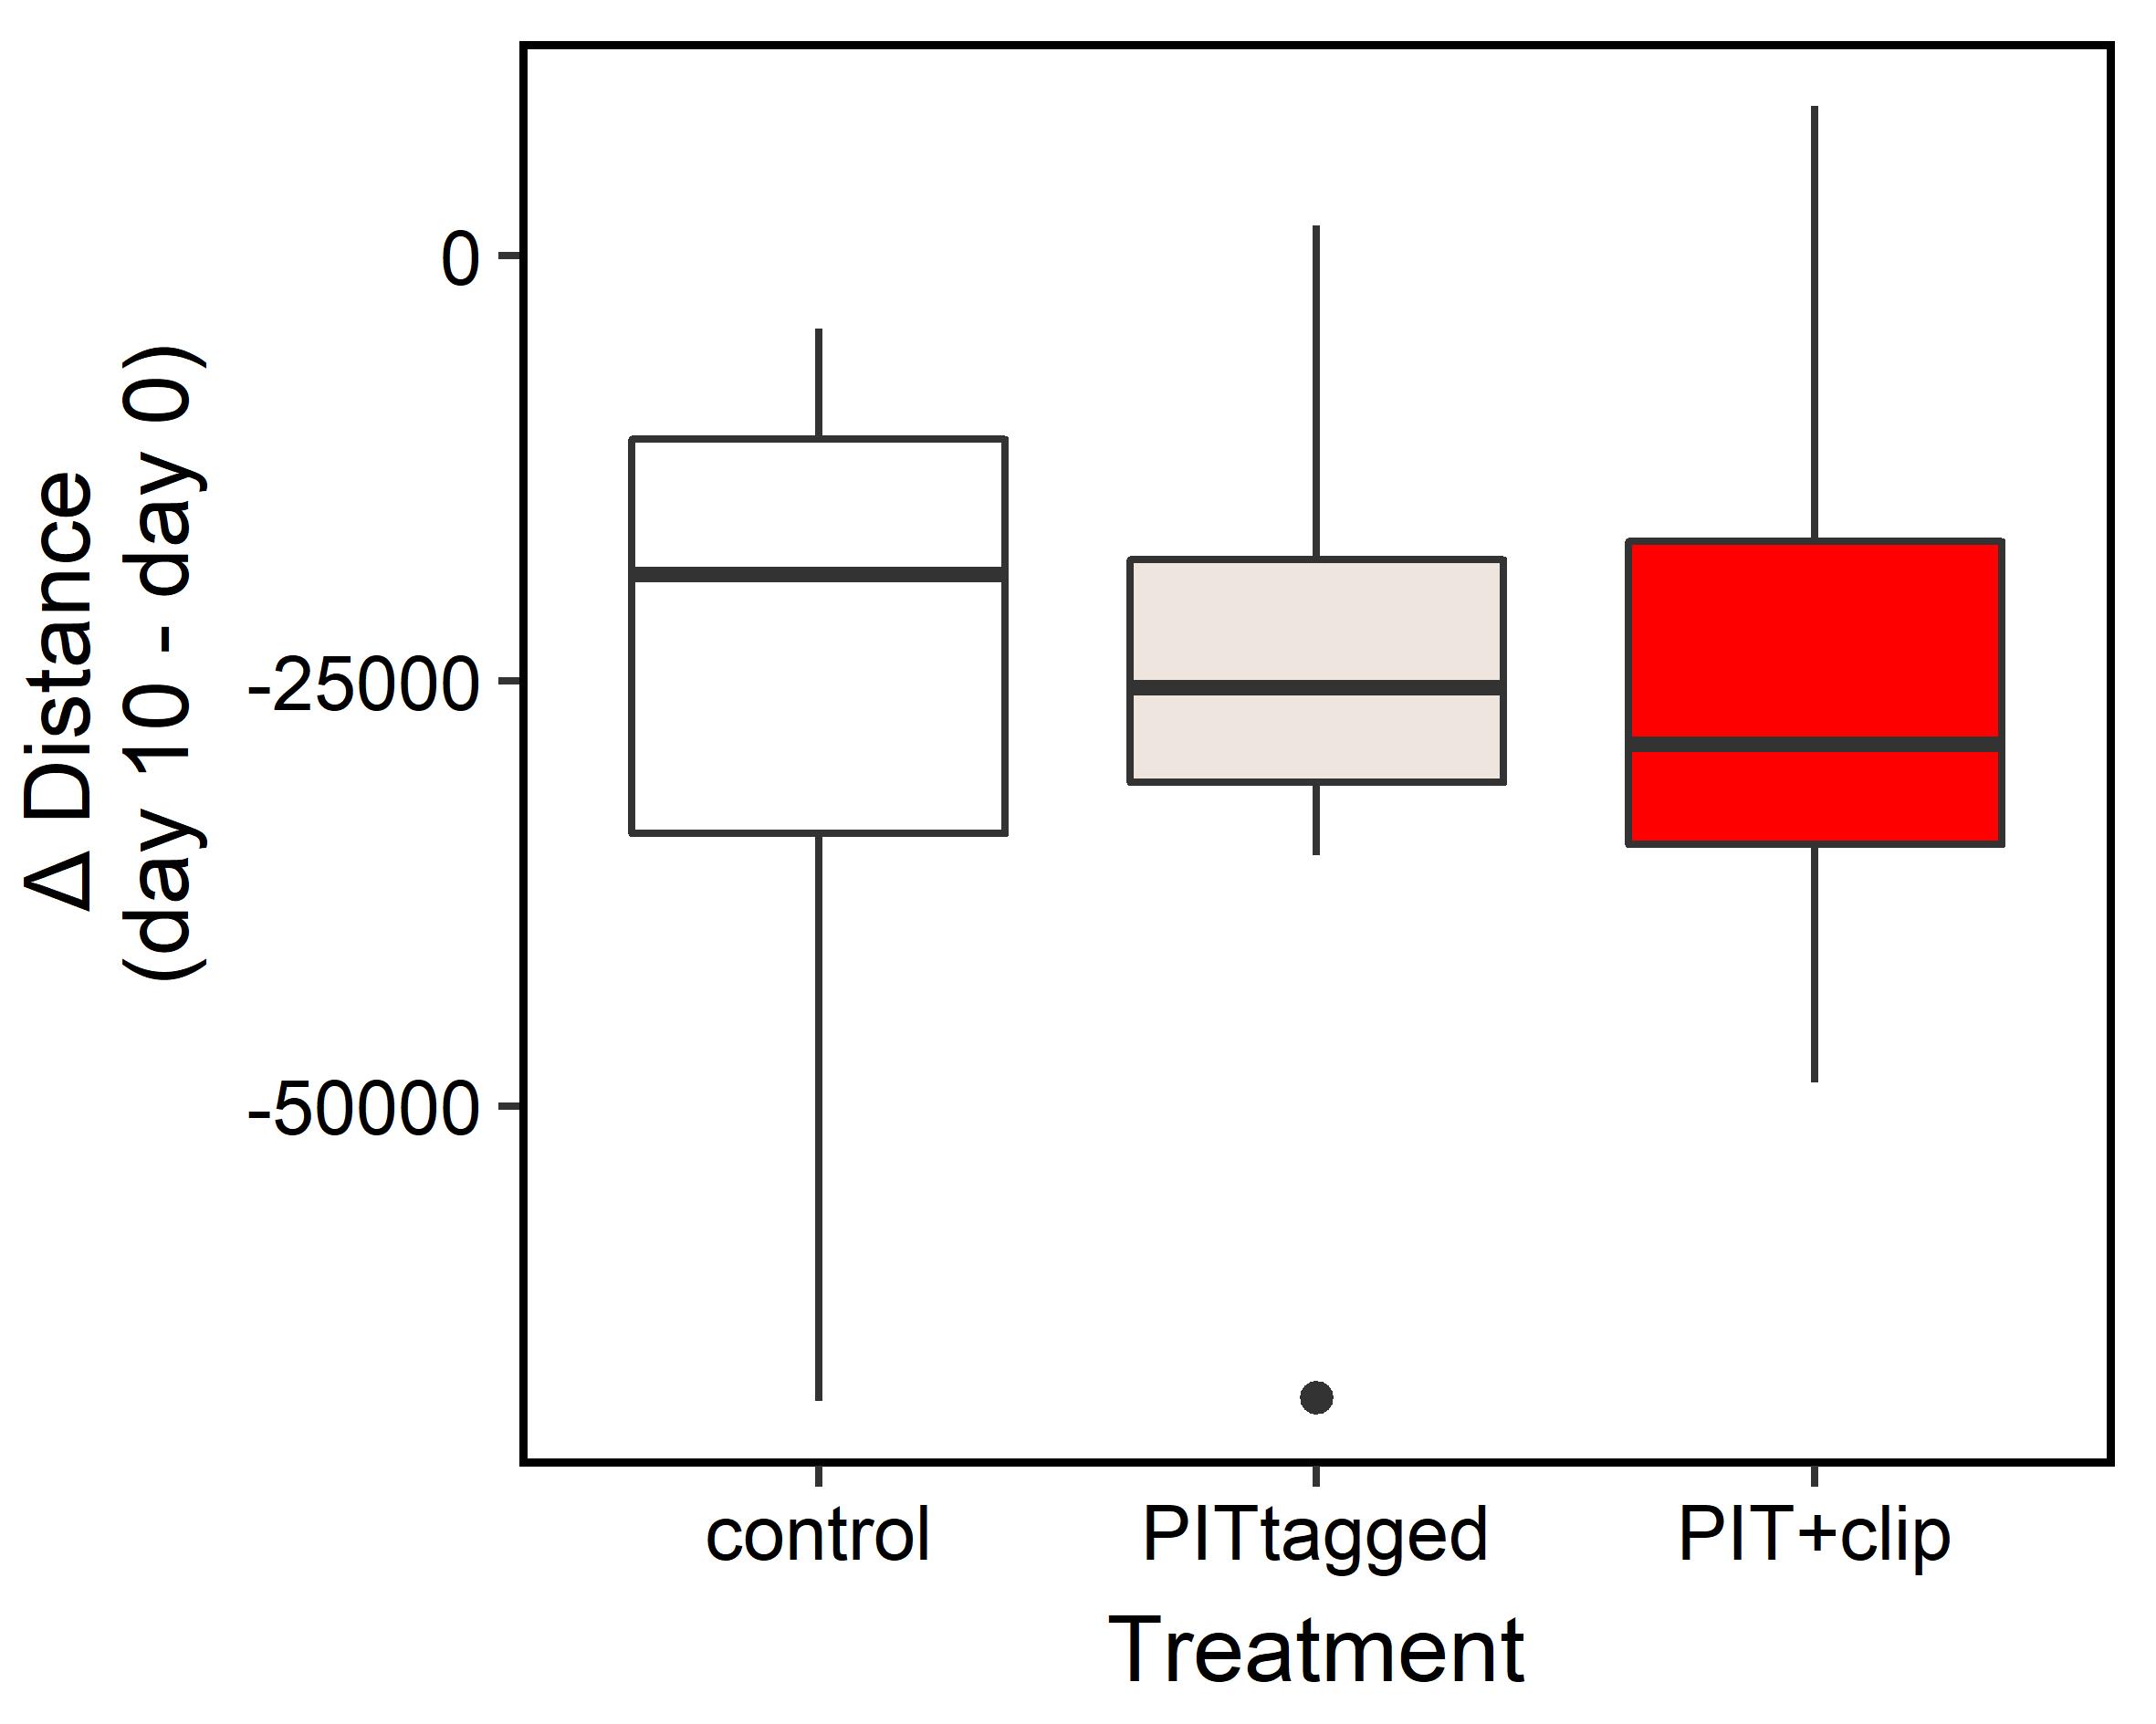 Δ Distance
(day 10 - day 0)
0
-25000
-50000
control
PITtagged
PIT+clip
Treatment